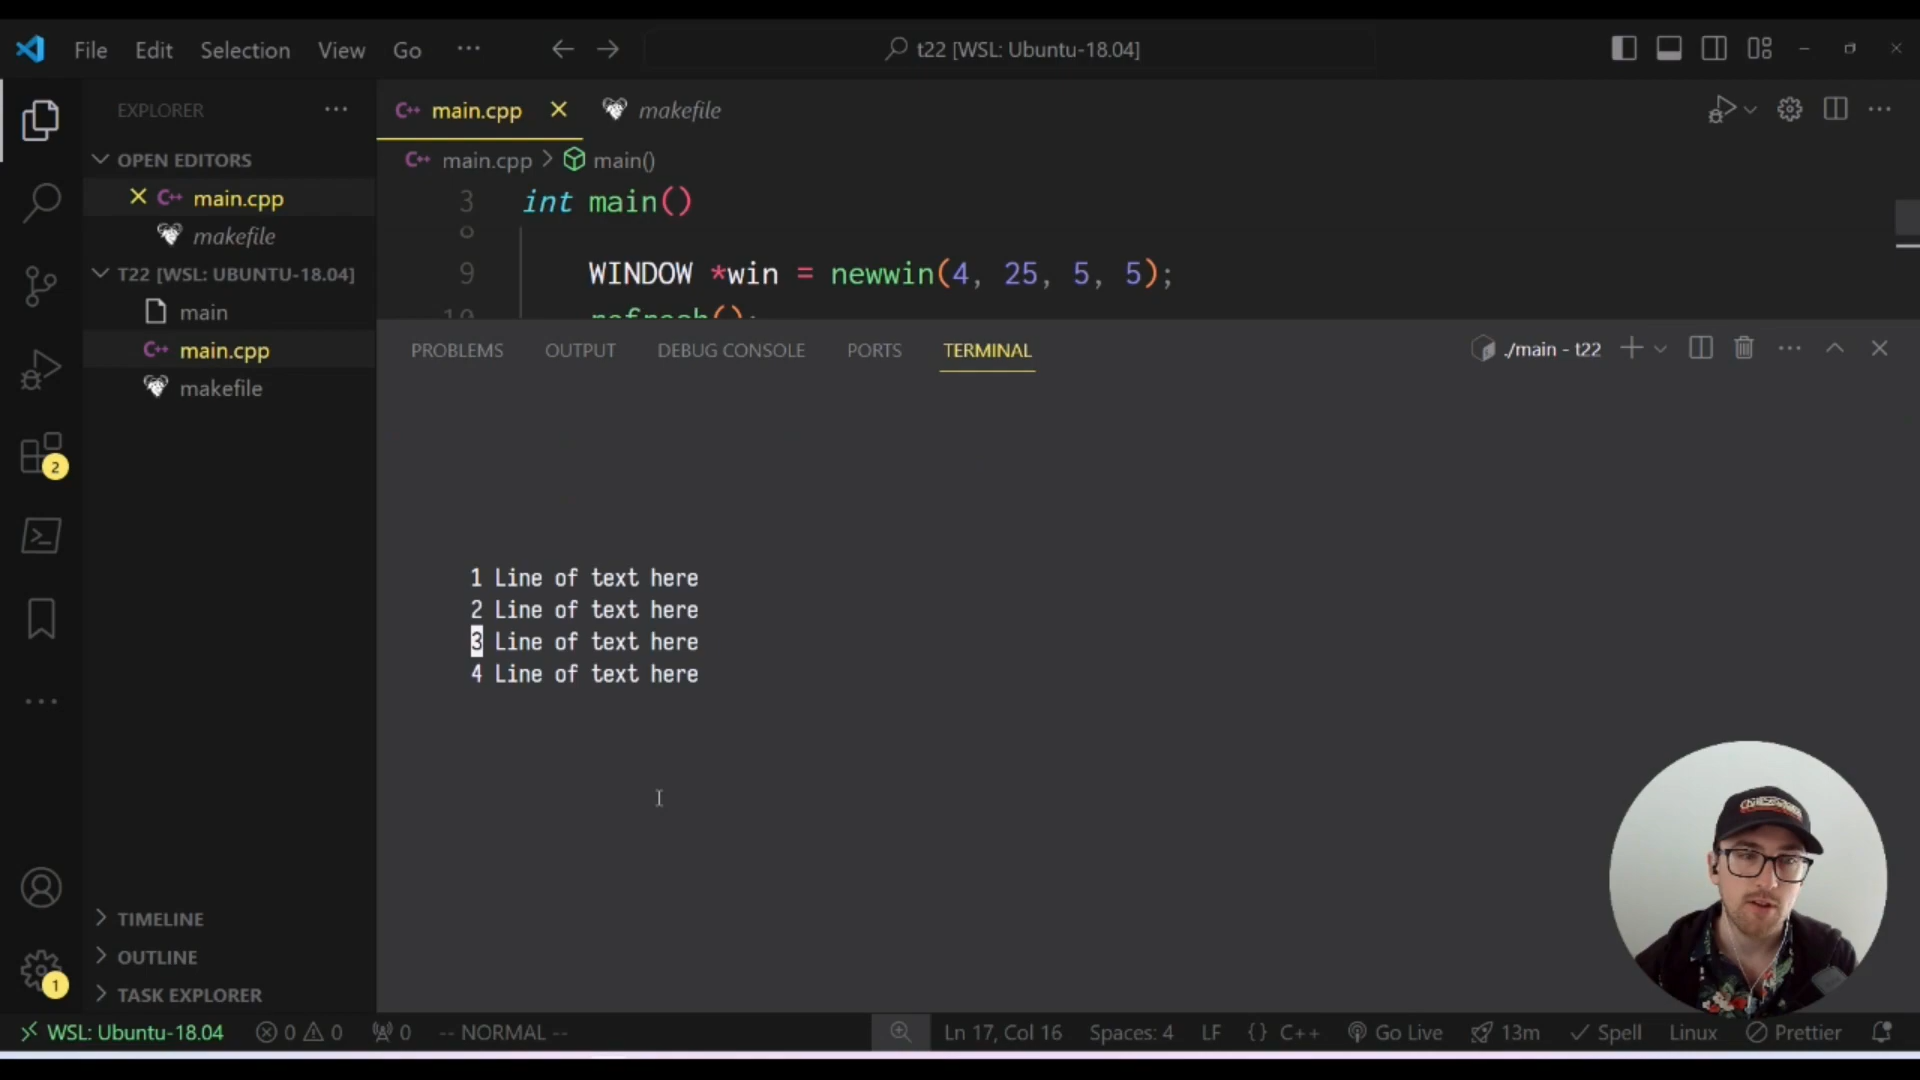 File Edit Selection View Go ··· t22 [WSL: Ubuntu-18.04]
EXPLORER ···
OPEN EDITORS
main.cpp
makefile
T22 [WSL: UBUNTU-18.04]
main
C++ main.cpp
makefile
TIMELINE
OUTLINE
TASK EXPLORER
2
1
C++ main.cpp makefile
C++ main.cpp > main()
3 int main()
8
9 WINDOW *win = newwin(4, 25, 5, 5);
10 refresh();
PROBLEMS OUTPUT DEBUG CONSOLE PORTS TERMINAL ./main - t22
1 Line of text here
2 Line of text here
3 Line of text here
4 Line of text here
WSL: Ubuntu-18.04 0 0 0 -- NORMAL -- Ln 17, Col 16 Spaces: 4 LF {} C++ Go Live 13m Spell Linux Prettier